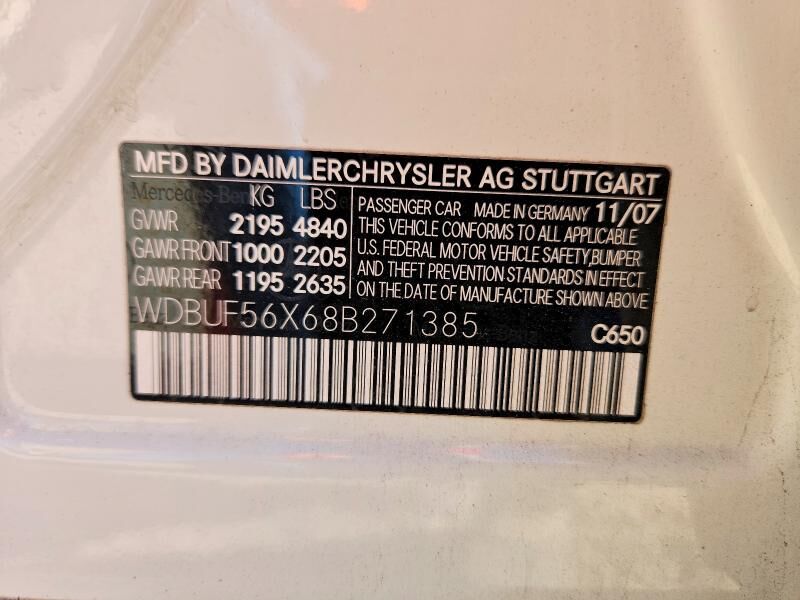 MFD BY DAIMLERCHRYSLER AG STUTTGART
Mercedes-Benz KG LBS
GVWR 2195 4840
GAWR FRONT 1000 2205
GAWR REAR 1195 2635
PASSENGER CAR MADE IN GERMANY 11/07
THIS VEHICLE CONFORMS TO ALL APPLICABLE
U.S. FEDERAL MOTOR VEHICLE SAFETY,BUMPER
AND THEFT PREVENTION STANDARDS IN EFFECT
ON THE DATE OF MANUFACTURE SHOWN ABOVE
WDBUF56X68B271385
C650